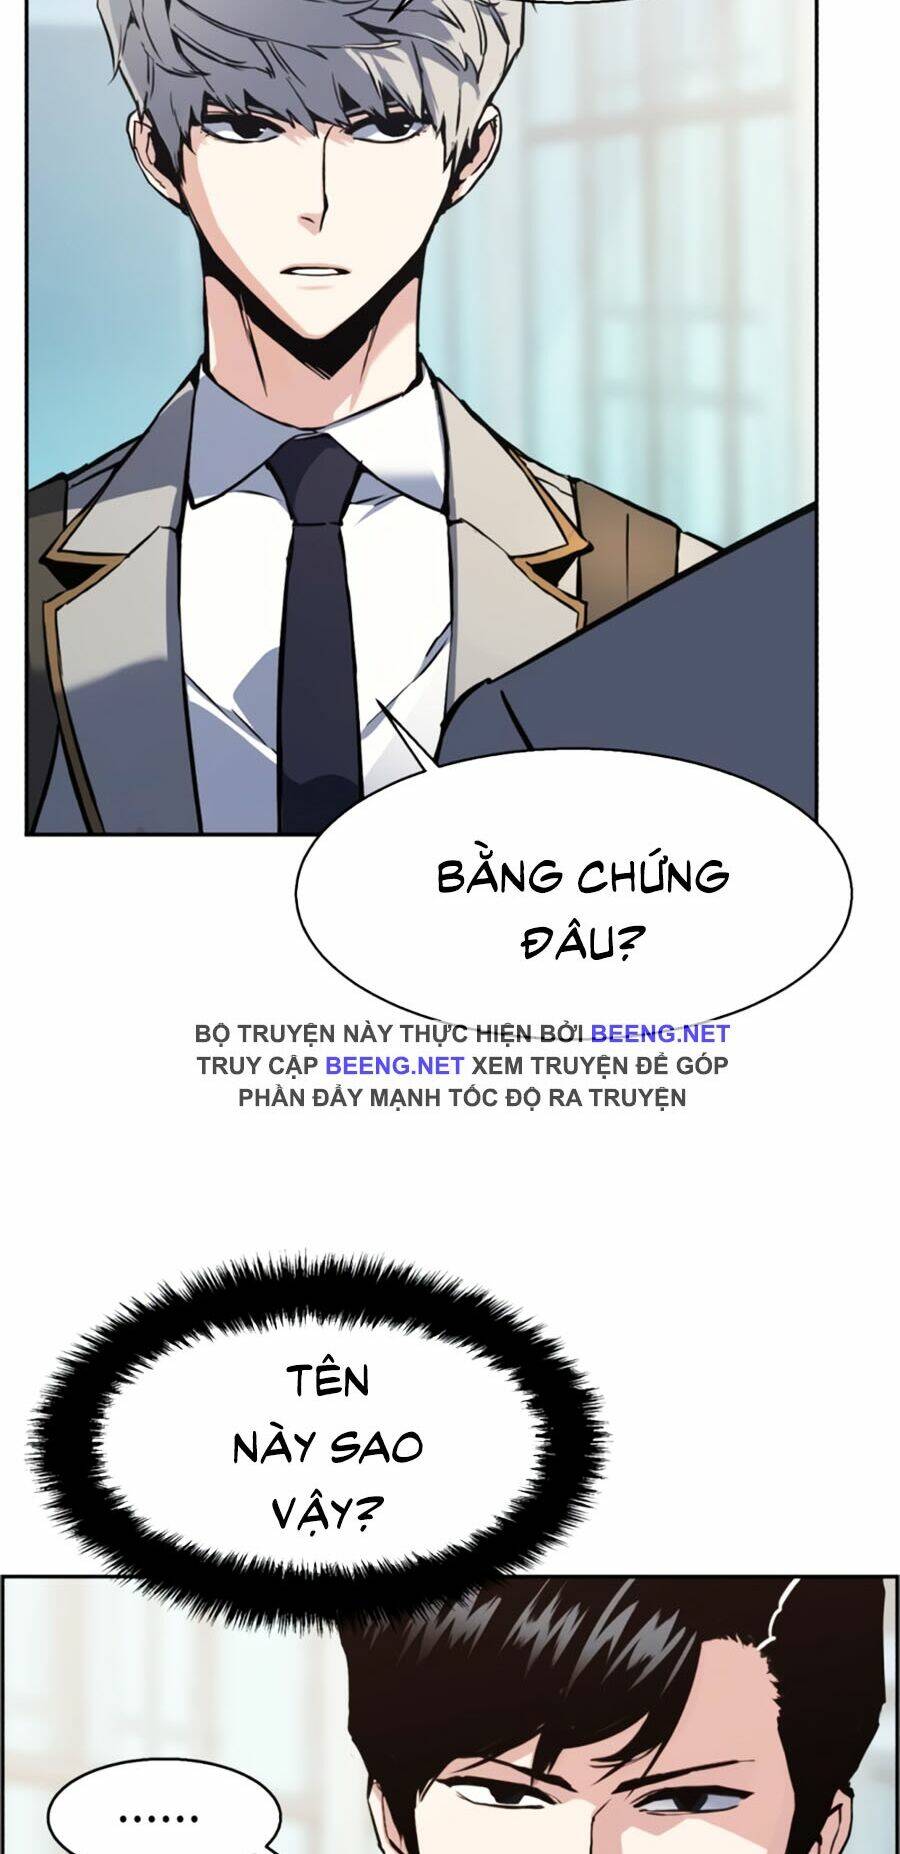 BẰNG CHỨNG
ĐÂU?
BỘ TRUYỆN NÀY THỰC HIỆN BỞI BEENG.NET
TRUY CẬP BEENG.NET XEM TRUYỆN ĐỂ GÓP
PHẦN ĐẨY MẠNH TỐC ĐỘ RA TRUYỆN
TÊN
NÀY SAO
VẬY?
......